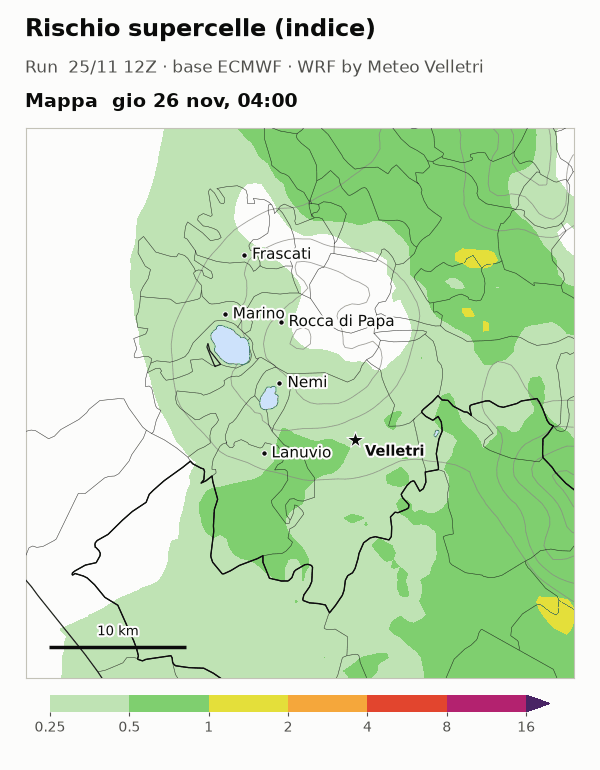 Rischio supercelle (indice)
Run  25/11 12Z · base ECMWF · WRF by Meteo Velletri
Mappa  gio 26 nov, 04:00
Frascati
Marino
Rocca di Papa
Nemi
Velletri
Lanuvio
10 km
0.25 0.5 1 2 4 8 16